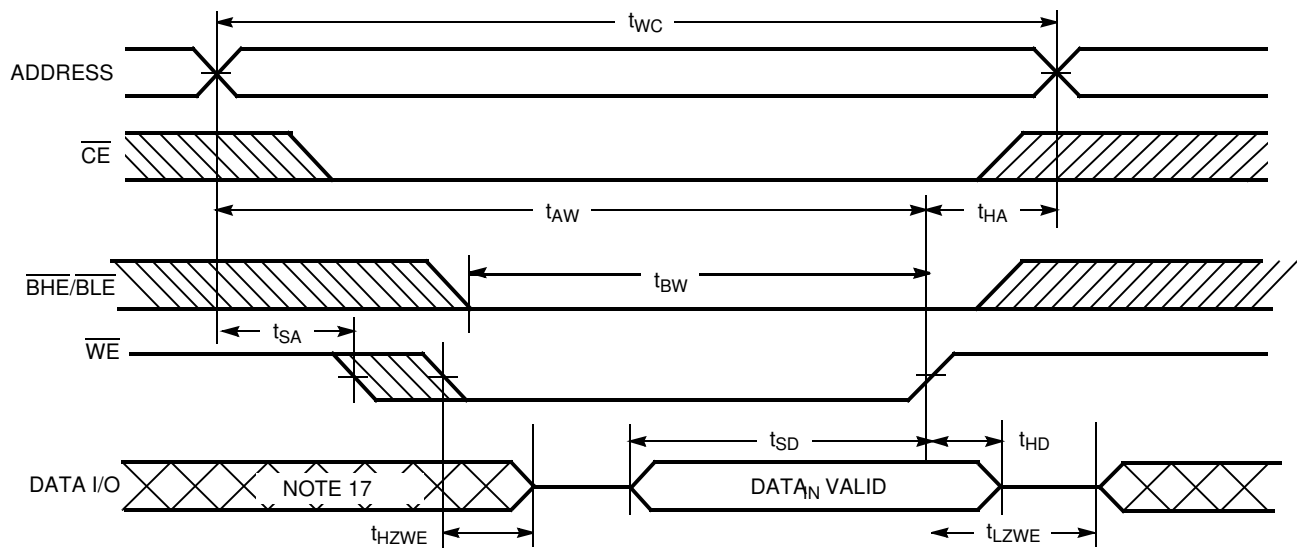 tWC
ADDRESS
CE
tAW
tHA
BHE/BLE
tBW
tSA
WE
tSD
tHD
DATA I/O
NOTE 17
DATAIN VALID
tHZWE
tLZWE